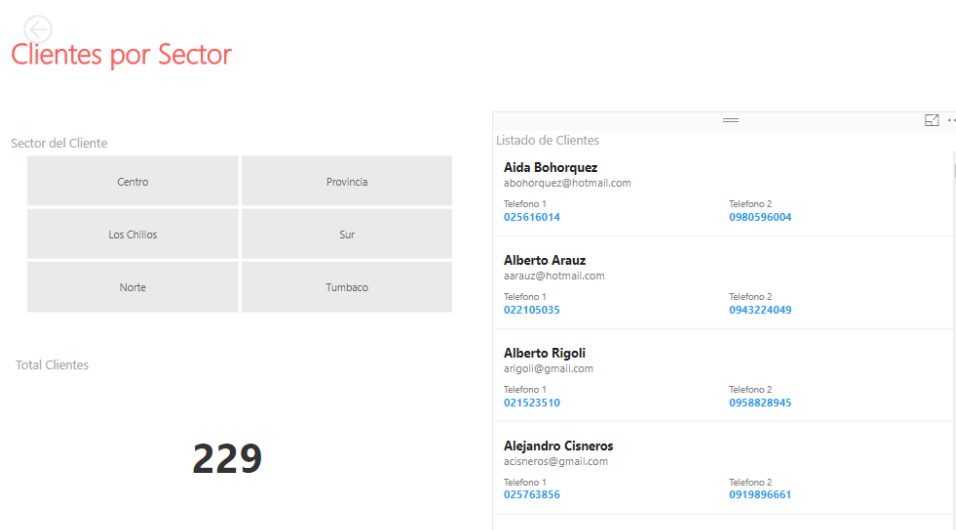 Clientes por Sector
Sector del Cliente
Centro
Provincia
Los Chillos
Sur
Norte
Tumbaco
Total Clientes
229
Listado de Clientes
Aida Bohorquez
abohorquez@hotmail.com
Telefono 1 Telefono 2
025616014 0980596004
Alberto Arauz
aarauz@hotmail.com
Telefono 1 Telefono 2
022105035 0943224049
Alberto Rigoli
arigoli@gmail.com
Telefono 1 Telefono 2
021523510 0958828945
Alejandro Cisneros
acisneros@gmail.com
Telefono 1 Telefono 2
025763856 0919896661